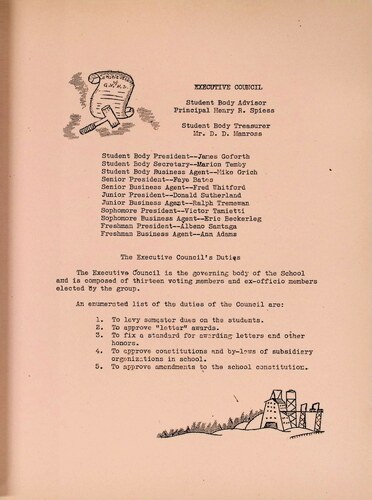 EXECUTIVE COUNCIL
Student Body Advisor
Principal Henry R. Spiess
Student Body Treasurer
Mr. D. D. Manross
Student Body President--James Goforth
Student Body Secretary--Marion Temby
Student Body Business Agent--Mike Grich
Senior President--Faye Bates
Senior Business Agent--Fred Whitford
Junior President--Donald Sutherland
Junior Business Agant--Ralph Tremewan
Sophomore President--Victor Tamietti
Sophomore Business Agent--Eric Beckerleg
Freshman President--Albeno Santaga
Freshman Business Agent--Ann Adams
The Executive Council's Duties
The Executive Council is the governing body of the School
and is composed of thirteen voting members and ex-officio members
elected by the group.
An enumerated list of the duties of the Council are:
1. To levy semester dues on the students.
2. To approve "letter" awards.
3. To fix a standard for awarding letters and other
honors.
4. To approve constitutions and by-laws of subsidiary
organizations in school.
5. To approve amendments to the school constitution.